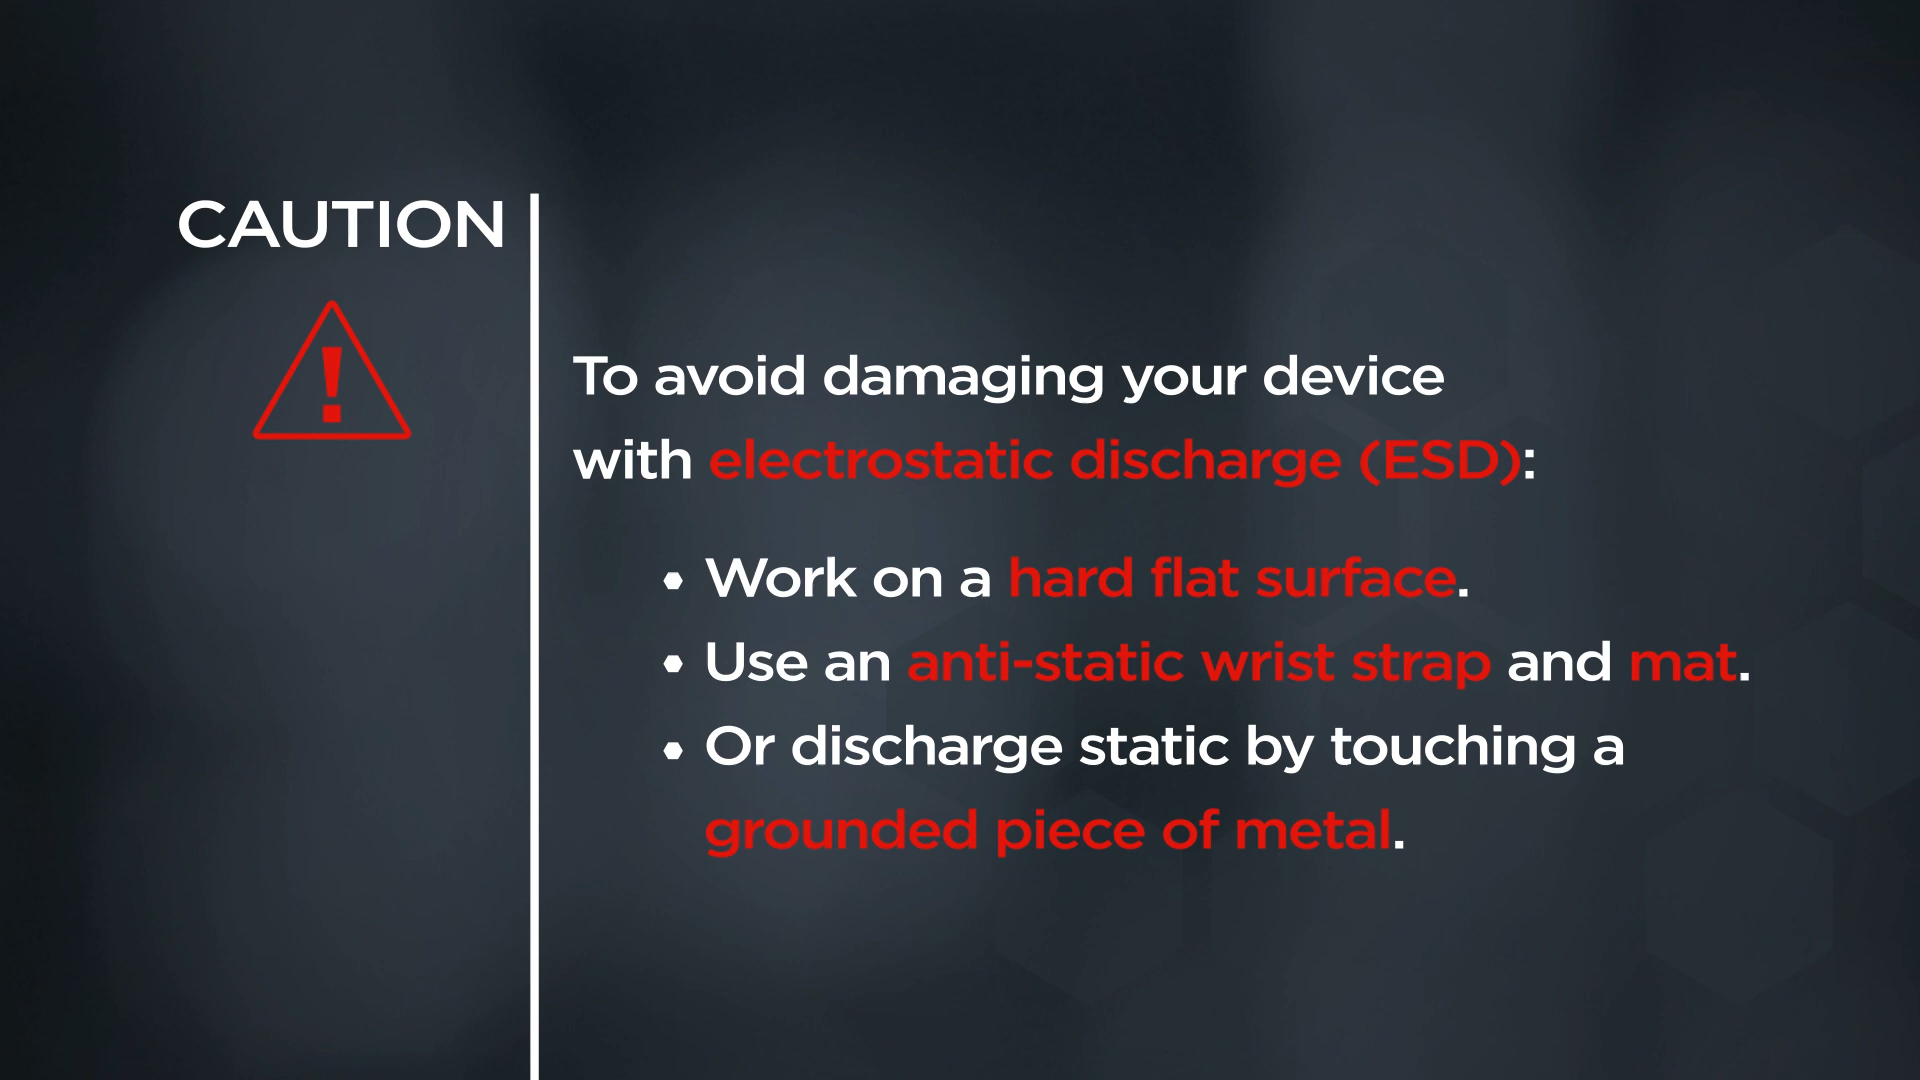 CAUTION
!
To avoid damaging your device
with electrostatic discharge (ESD):
• Work on a hard flat surface.
• Use an anti-static wrist strap and mat.
• Or discharge static by touching a
grounded piece of metal.